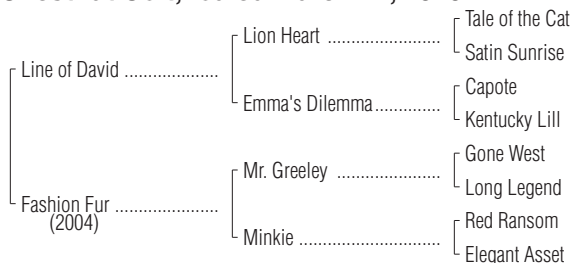 Tale of the Cat
Lion Heart ........................
Satin Sunrise
Line of David ....................
Capote
Emma's Dilemma..............
Kentucky Lill
Gone West
Mr. Greeley ......................
Long Legend
Fashion Fur ......................
(2004)
Red Ransom
Minkie ..............................
Elegant Asset